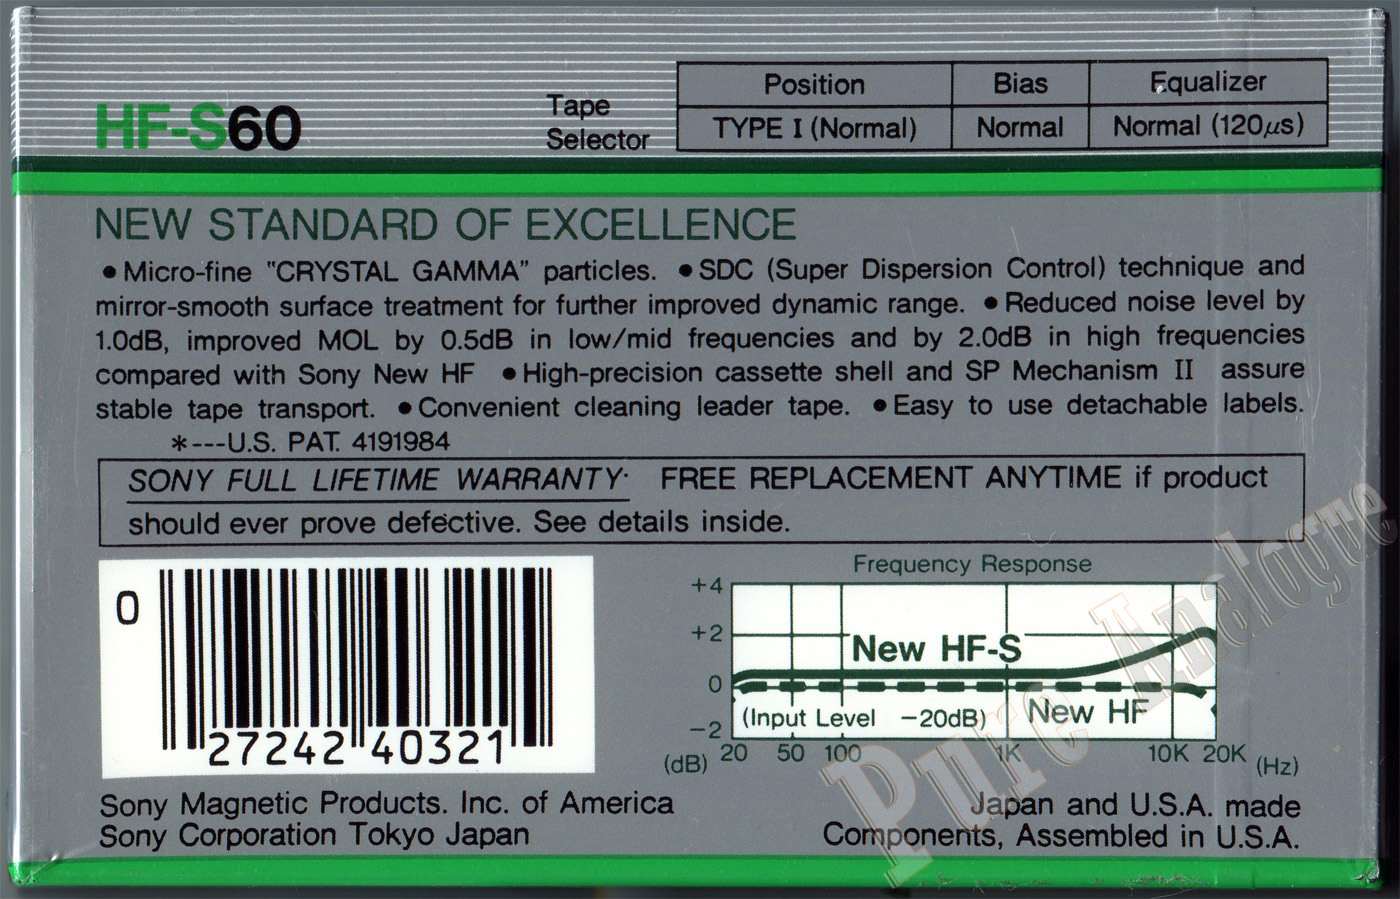 HF-S60
Tape
Selector
Position Bias Equalizer
TYPE I (Normal) Normal Normal (120μs)
NEW STANDARD OF EXCELLENCE
● Micro-fine "CRYSTAL GAMMA" particles. ● SDC (Super Dispersion Control) technique and
mirror-smooth surface treatment for further improved dynamic range. ● Reduced noise level by
1.0dB, improved MOL by 0.5dB in low/mid frequencies and by 2.0dB in high frequencies
compared with Sony New HF ● High-precision cassette shell and SP Mechanism II assure
stable tape transport. ● Convenient cleaning leader tape. ● Easy to use detachable labels.
*---U.S. PAT. 4191984
SONY FULL LIFETIME WARRANTY· FREE REPLACEMENT ANYTIME if product
should ever prove defective. See details inside.
0
27242 40321
Frequency Response
+4
+2
0
-2
(dB)
New HF-S
(Input Level -20dB) New HF
20 50 100 1K 10K 20K (Hz)
Sony Magnetic Products. Inc. of America
Sony Corporation Tokyo Japan
Japan and U.S.A. made
Components, Assembled in U.S.A.
Pure Analogue